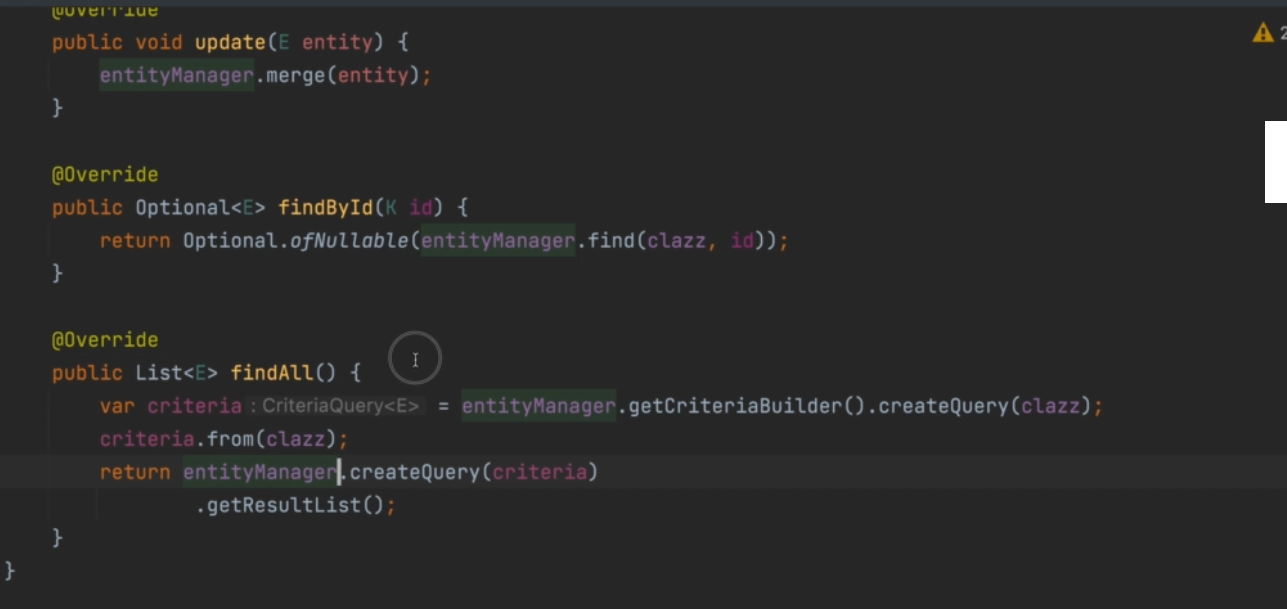 @Override
public void update(E entity) {
    entityManager.merge(entity);
}
@Override
public Optional<E> findById(K id) {
    return Optional.ofNullable(entityManager.find(clazz, id));
}
@Override
public List<E> findAll() {
    var criteria : CriteriaQuery<E> = entityManager.getCriteriaBuilder().createQuery(clazz);
    criteria.from(clazz);
    return entityManager.createQuery(criteria)
            .getResultList();
}
}
2